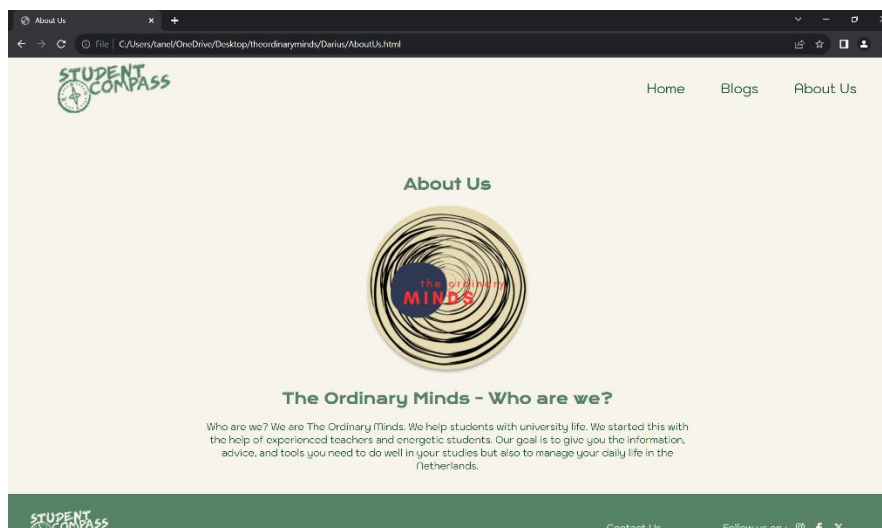 About Us
File | C:/Users/tanel/OneDrive/Desktop/theordinaryminds/Darius/AboutUs.html
STUDENT
COMPASS
Home Blogs About Us
About Us
the ordinary
MINDS
The Ordinary Minds - Who are we?
Who are we? We are The Ordinary Minds. We help students with university life. We started this with
the help of experienced teachers and energetic students. Our goal is to give you the information,
advice, and tools you need to do well in your studies but also to manage your daily life in the
Netherlands.
STUDENT
COMPASS
Contact Us Follow us on :